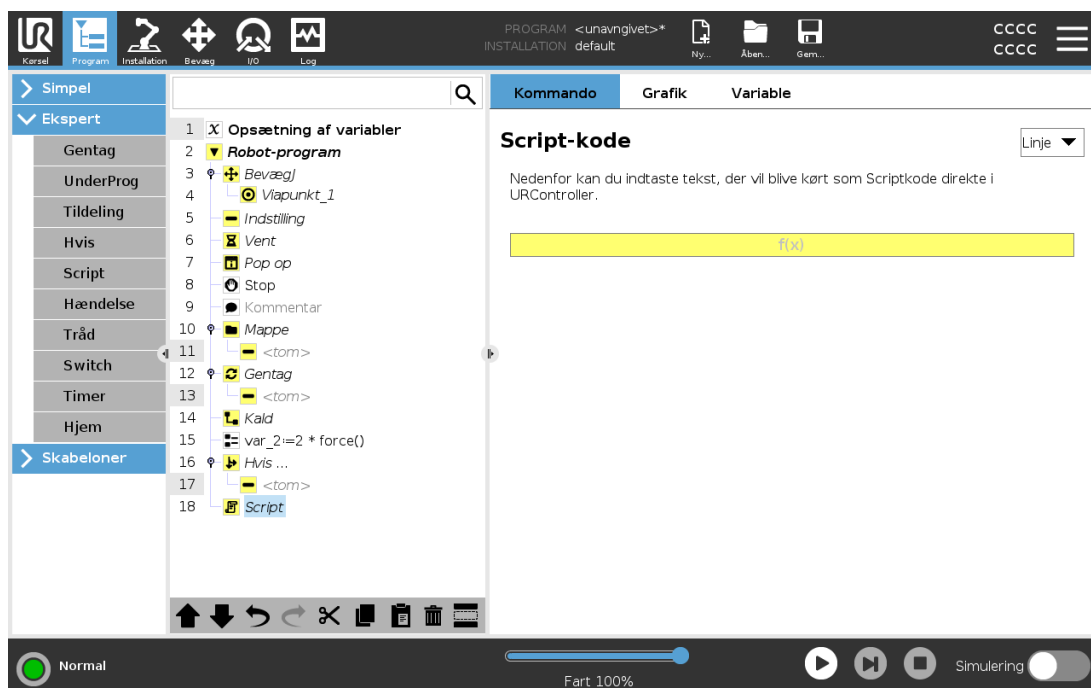 UR
PROGRAM <unavngivet>*
INSTALLATION default
CCCC
CCCC
Kørsel Program Installation Bevæg I/O Log Ny... Åben... Gem...
Simpel
Ekspert
Gentag
UnderProg
Tildeling
Hvis
Script
Hændelse
Tråd
Switch
Timer
Hjem
Skabeloner
1 X Opsætning af variabler
2 Robot-program
3 BevægJ
4 Viapunkt_1
5 Indstilling
6 Vent
7 Pop op
8 Stop
9 Kommentar
10 Mappe
11 <tom>
12 Gentag
13 <tom>
14 Kald
15 var_2:=2 * force()
16 Hvis ...
17 <tom>
18 Script
Kommando Grafik Variable
Script-kode
Linje
Nedenfor kan du indtaste tekst, der vil blive kørt som Scriptkode direkte i
URController.
f(x)
Normal
Fart 100%
Simulering